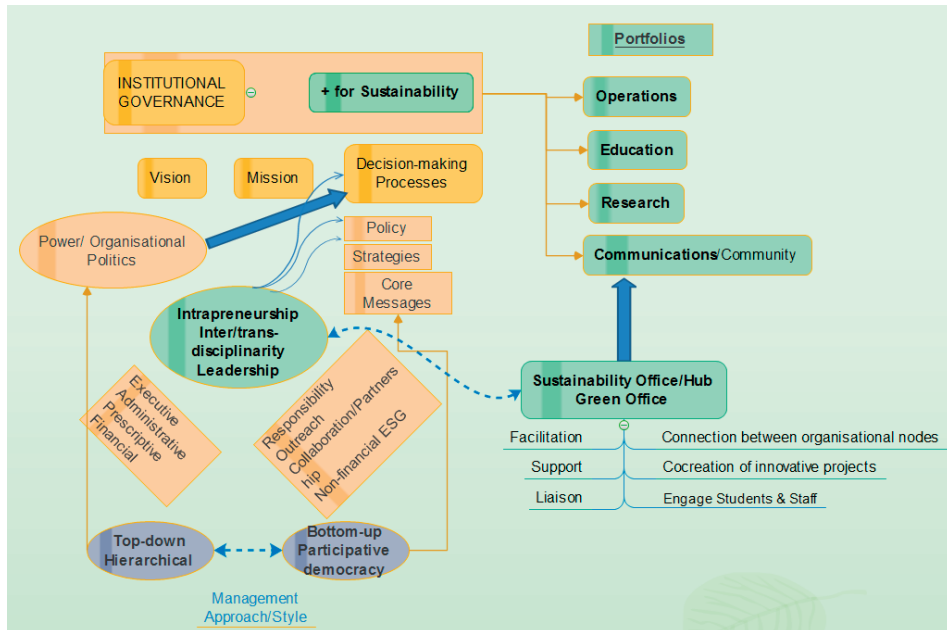 Portfolios
INSTITUTIONAL
GOVERNANCE
+ for Sustainability
Operations
Education
Research
Communications/Community
Vision
Mission
Decision-making
Processes
Power/ Organisational
Politics
Policy
Strategies
Core
Messages
Intrapreneurship
Inter/trans-
disciplinarity
Leadership
Executive
Administrative
Prescriptive
Financial
Responsibility
Outreach
Collaboration/Partners
hip
Non-financial ESG
Sustainability Office/Hub
Green Office
Facilitation
Connection between organisational nodes
Support
Cocreation of innovative projects
Liaison
Engage Students & Staff
Top-down
Hierarchical
Bottom-up
Participative
democracy
Management
Approach/Style